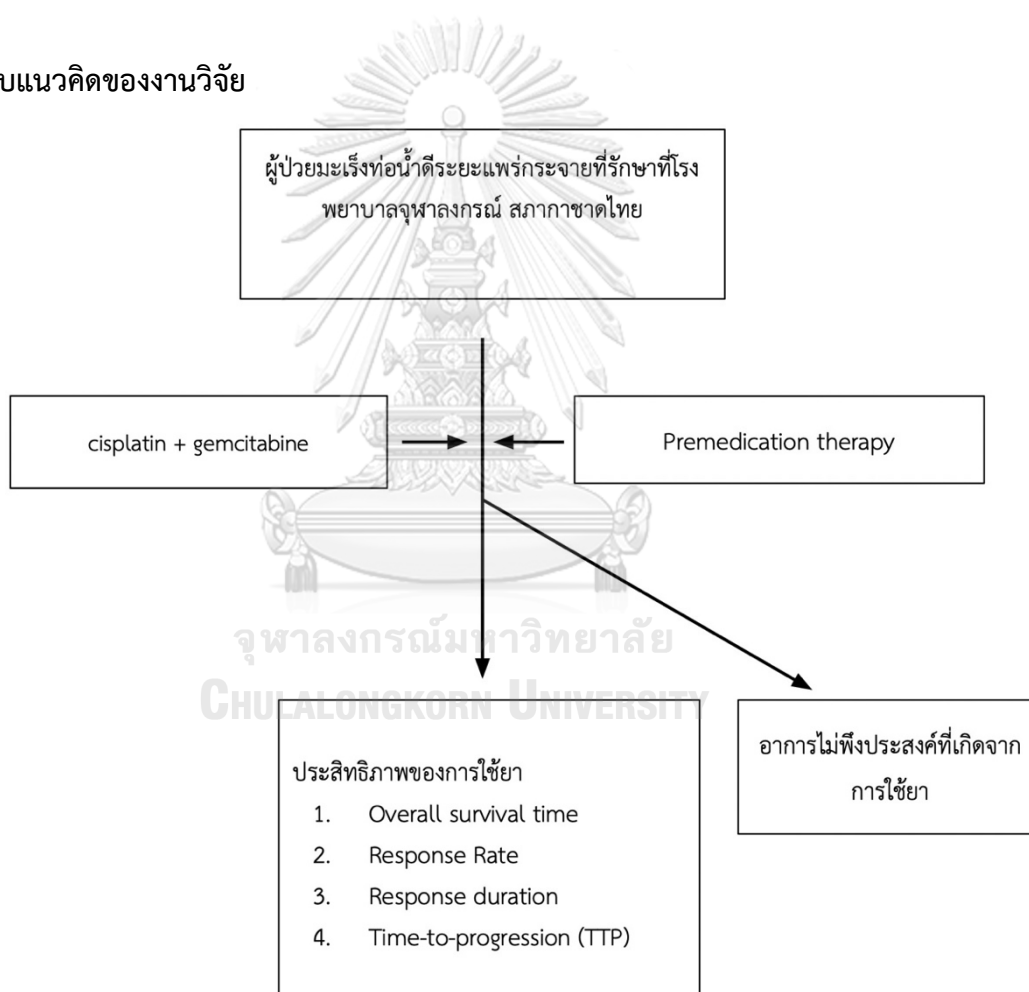 บแนวคิดของงานวิจัย
ผู้ป่วยมะเร็งท่อน้ำดีระยะแพร่กระจายที่รักษาที่โรง
พยาบาลจุฬาลงกรณ์ สภากาชาดไทย
cisplatin + gemcitabine
Premedication therapy
จุฬาลงกรณ์มหาวิทยาลัย
CHULALONGKORN UNIVERSITY
ประสิทธิภาพของการใช้ยา
1. Overall survival time
2. Response Rate
3. Response duration
4. Time-to-progression (TTP)
อาการไม่พึงประสงค์ที่เกิดจาก
การใช้ยา